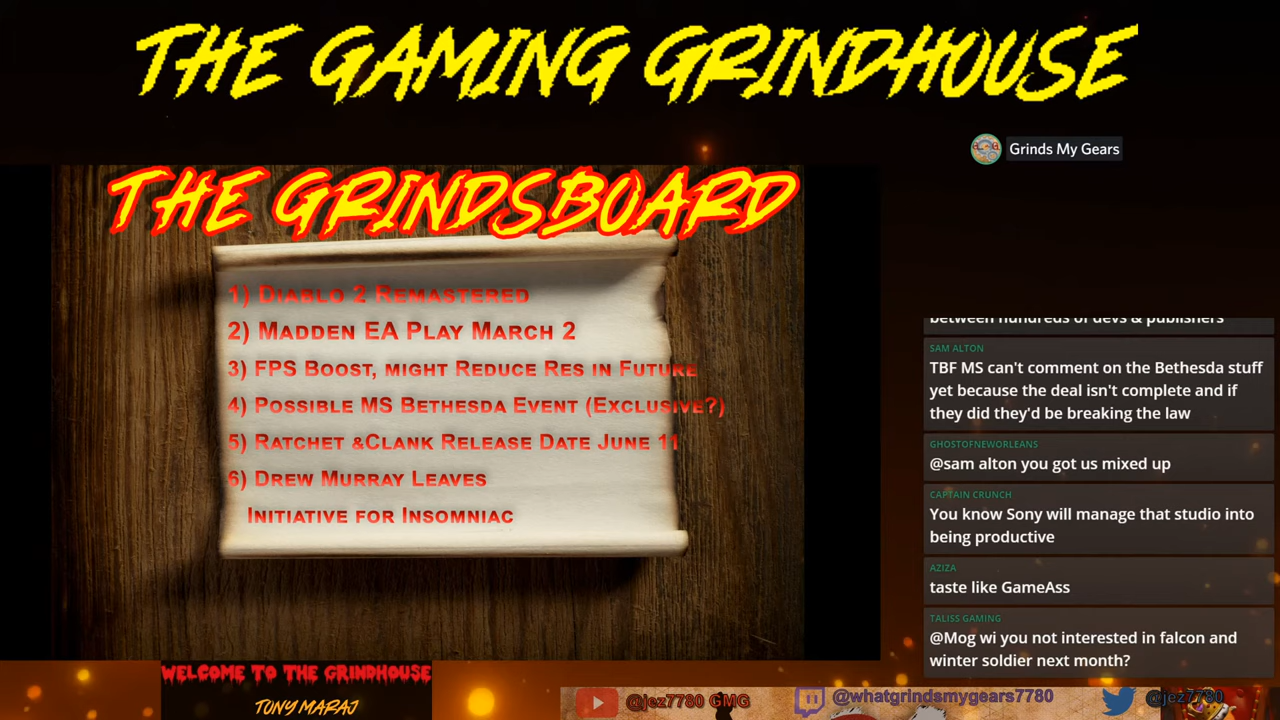 THE GAMING GRINDHOUSE
Grinds My Gears
THE GRINDSBOARD
1) Diablo 2 Remastered
2) Madden EA Play March 2
3) FPS Boost, might Reduce Res in Future
4) Possible MS Bethesda Event (Exclusive?)
5) Ratchet &Clank Release Date June 11
6) Drew Murray Leaves
Initiative for Insomniac
between hundreds of devs & publishers
SAM ALTON
TBF MS can't comment on the Bethesda stuff
yet because the deal isn't complete and if
they did they'd be breaking the law
GHOSTOFNEWORLEANS
@sam alton you got us mixed up
CAPTAIN CRUNCH
You know Sony will manage that studio into
being productive
AZIZA
taste like GameAss
TALISS GAMING
@Mog wi you not interested in falcon and
winter soldier next month?
WELCOME TO THE GRINDHOUSE
TONY MARAJ
@jez7780 GMG
@whatgrindsmygears7780
@jez7780